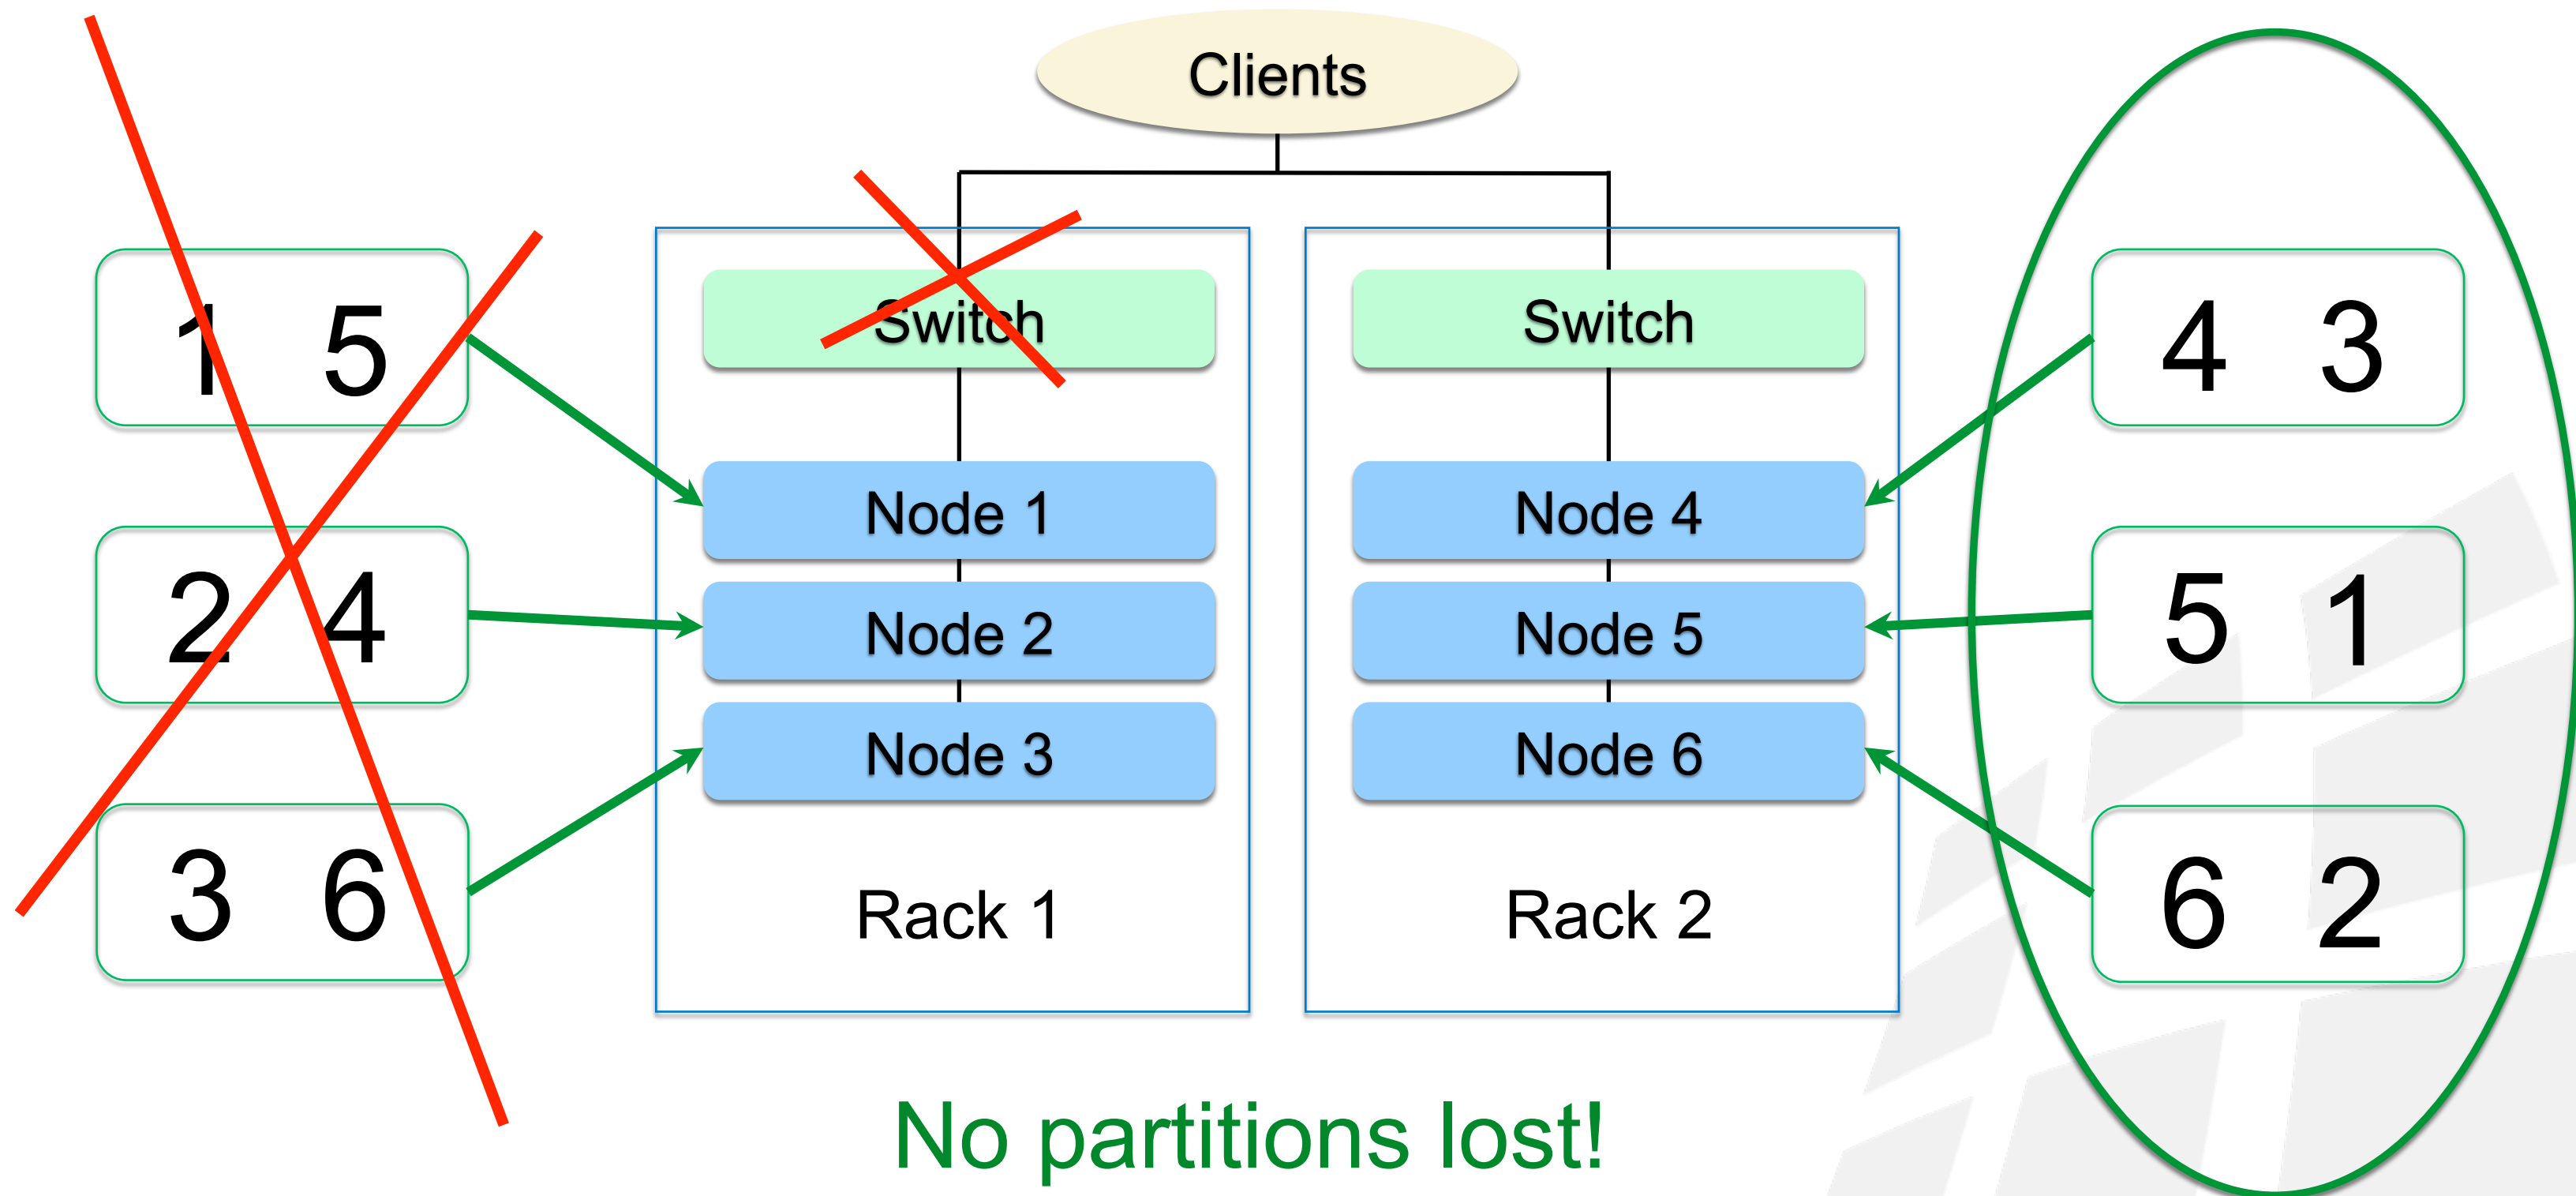 Clients
1 5
Switch
Switch
4 3
Node 1
Node 4
2 4
Node 2
Node 5
5 1
Node 3
Node 6
3 6
Rack 1
Rack 2
6 2
No partitions lost!